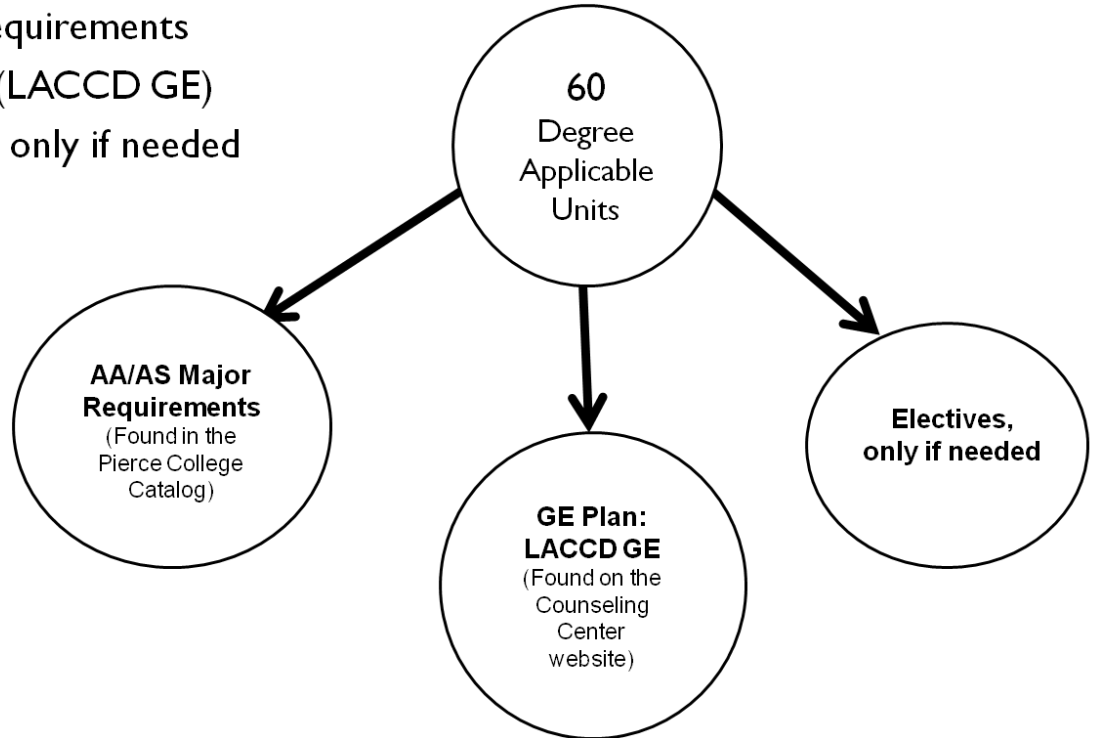 equirements
(LACCD GE)
only if needed
60
Degree
Applicable
Units
AA/AS Major
Requirements
(Found in the
Pierce College
Catalog)
GE Plan:
LACCD GE
(Found on the
Counseling
Center
website)
Electives,
only if needed